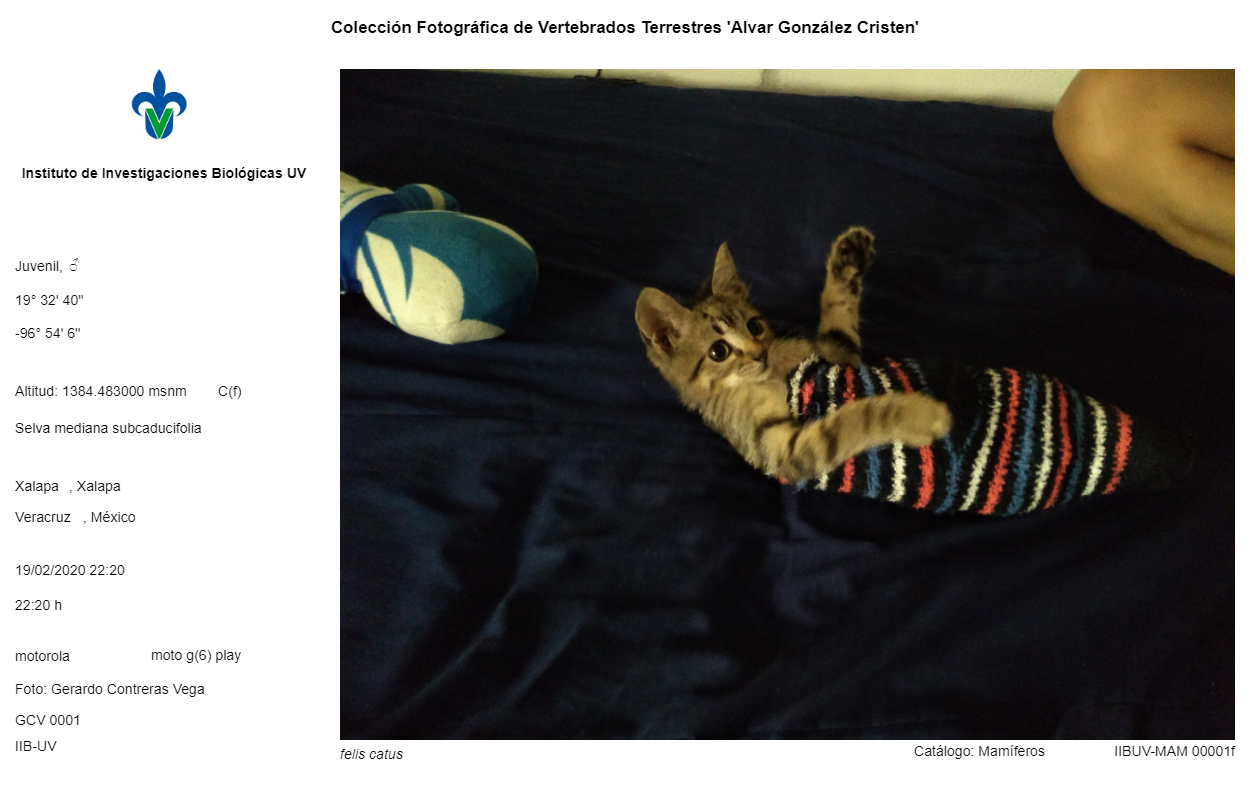 Colección Fotográfica de Vertebrados Terrestres 'Alvar González Cristen'
Instituto de Investigaciones Biológicas UV
Juvenil, ♂
19° 32' 40"
-96° 54' 6"
Altitud: 1384.483000 msnm C(f)
Selva mediana subcaducifolia
Xalapa , Xalapa
Veracruz , México
19/02/2020 22:20
22:20 h
motorola moto g(6) play
Foto: Gerardo Contreras Vega
GCV 0001
IIB-UV
felis catus
Catálogo: Mamíferos IIBUV-MAM 00001f